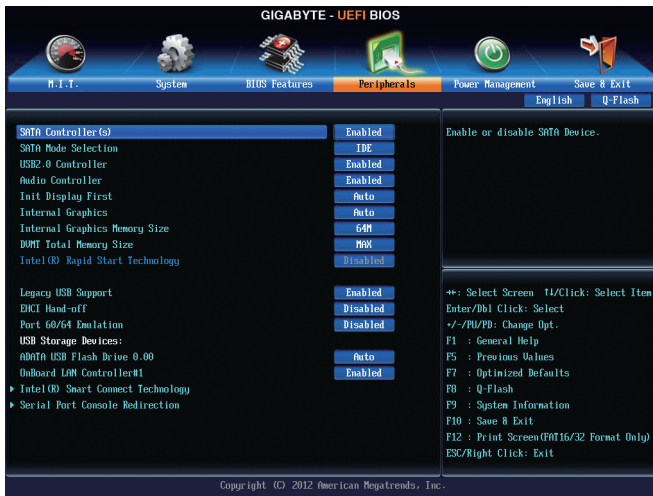 GIGABYTE - UEFI BIOS
M.I.T. System BIOS Features Peripherals Power Management Save & Exit
English Q-Flash
SATA Controller(s) Enabled
SATA Mode Selection IDE
USB2.0 Controller Enabled
Audio Controller Enabled
Init Display First Auto
Internal Graphics Auto
Internal Graphics Memory Size 64M
DVMT Total Memory Size MAX
Intel(R) Rapid Start Technology Disabled
Legacy USB Support Enabled
EHCI Hand-off Disabled
Port 60/64 Emulation Disabled
USB Storage Devices:
ADATA USB Flash Drive 0.00 Auto
OnBoard LAN Controller#1 Enabled
Intel(R) Smart Connect Technology
Serial Port Console Redirection
Enable or disable SATA Device.
→←: Select Screen ↑↓/Click: Select Item
Enter/Dbl Click: Select
+/-/PU/PD: Change Opt.
F1 : General Help
F5 : Previous Values
F7 : Optimized Defaults
F8 : Q-Flash
F9 : System Information
F10 : Save & Exit
F12 : Print Screen(FAT16/32 Format Only)
ESC/Right Click: Exit
Copyright (C) 2012 American Megatrends, Inc.